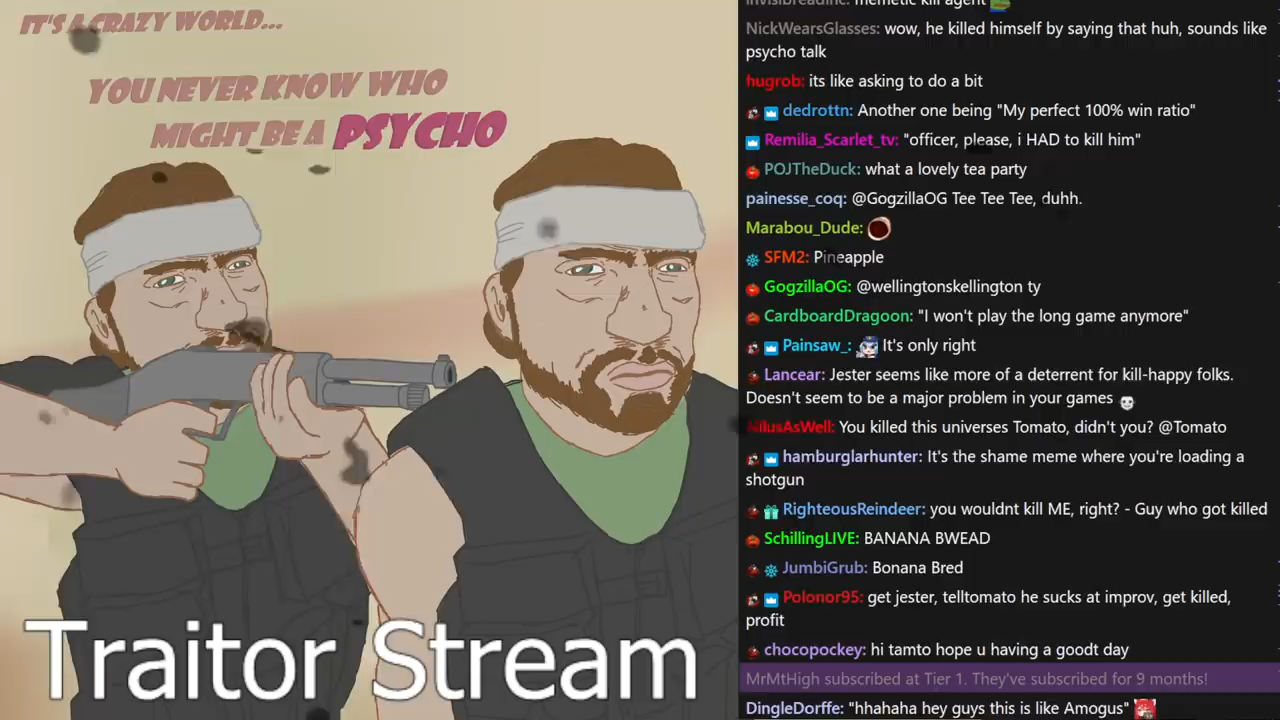 IT'S A CRAZY WORLD...
YOU NEVER KNOW WHO
MIGHT BE A PSYCHO
Traitor Stream
invisibreadinc: memetic kill agent
NickWearsGlasses: wow, he killed himself by saying that huh, sounds like
psycho talk
hugrob: its like asking to do a bit
dedrottn: Another one being "My perfect 100% win ratio"
Remilia_Scarlet_tv: "officer, please, i HAD to kill him"
POJTheDuck: what a lovely tea party
painesse_coq: @GogzillaOG Tee Tee Tee, duhh.
Marabou_Dude:
SFM2: Pineapple
GogzillaOG: @wellingtonskellington ty
CardboardDragoon: "I won't play the long game anymore"
Painsaw_: It's only right
Lancear: Jester seems like more of a deterrent for kill-happy folks.
Doesn't seem to be a major problem in your games
NilusAsWell: You killed this universes Tomato, didn't you? @Tomato
hamburglarhunter: It's the shame meme where you're loading a
shotgun
RighteousReindeer: you wouldnt kill ME, right? - Guy who got killed
SchillingLIVE: BANANA BWEAD
JumbiGrub: Bonana Bred
Polonor95: get jester, telltomato he sucks at improv, get killed,
profit
chocopockey: hi tamto hope u having a goodt day
MrMtHigh subscribed at Tier 1. They've subscribed for 9 months!
DingleDorffe: "hhahaha hey guys this is like Amogus"